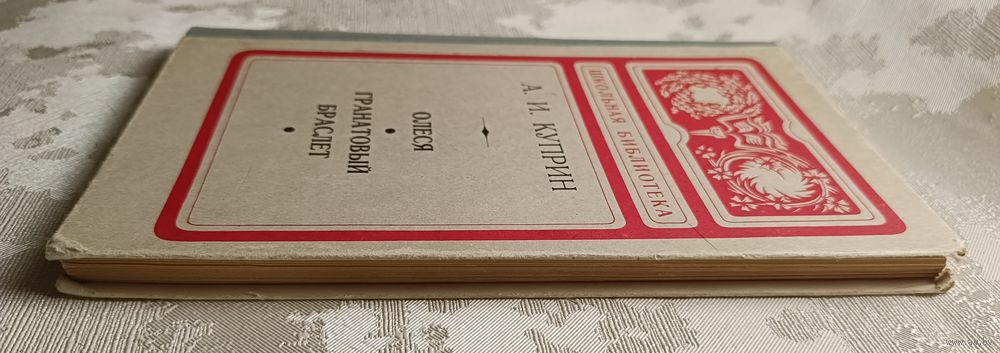 ШКОЛЬНАЯ БИБЛИОТЕКА
А. И. КУПРИН
ОЛЕСЯ
ГРАНАТОВЫЙ
БРАСЛЕТ